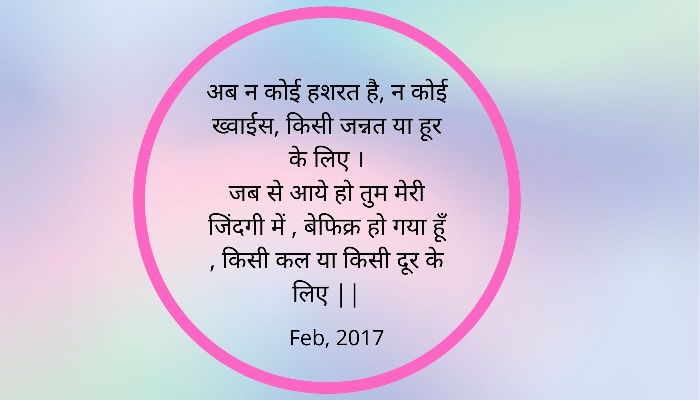 अब न कोई हशरत है, न कोई
ख्वाईस, किसी जन्नत या हूर
के लिए ।
जब से आये हो तुम मेरी
जिंदगी में , बेफिक्र हो गया हूँ
, किसी कल या किसी दूर के
लिए ||
Feb, 2017